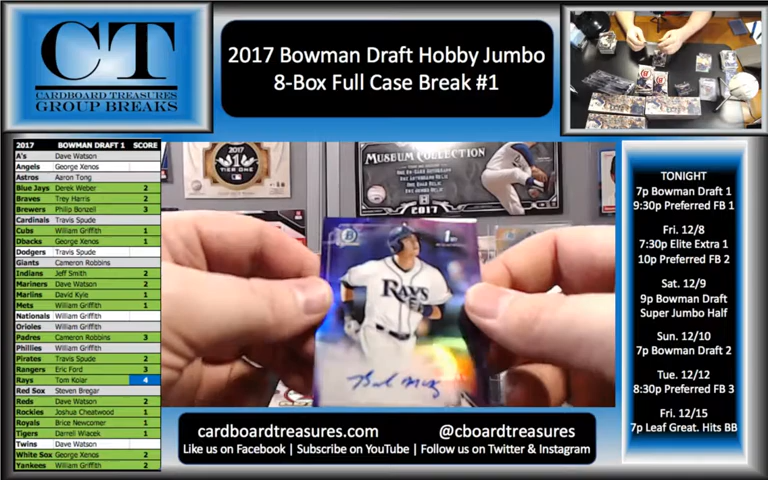 CT
CARDBOARD TREASURES
GROUP BREAKS
2017 Bowman Draft Hobby Jumbo
8-Box Full Case Break #1
2017 BOWMAN DRAFT 1 SCORE
A's Dave Watson
Angels George Xenos
Astros Aaron Tong
Blue Jays Derek Weber 2
Braves Trey Harris 2
Brewers Philip Bonzell 3
Cardinals Travis Spude
Cubs William Griffith 1
Dbacks George Xenos 1
Dodgers Travis Spude
Giants Cameron Robbins
Indians Jeff Smith 2
Mariners Dave Watson 2
Marlins David Kyle 1
Mets William Griffith 1
Nationals William Griffith
Orioles William Griffith
Padres Cameron Robbins 3
Phillies William Griffith
Pirates Travis Spude 2
Rangers Eric Ford 3
Rays Tom Kolar 4
Red Sox Steven Bregar
Reds Dave Watson 2
Rockies Joshua Cheatwood 1
Royals Brice Newcomer 1
Tigers Darrell Wiacek 1
Twins Dave Watson
White Sox George Xenos 2
Yankees William Griffith 2
2017
1
TIER ONE
MUSEUM COLLECTION
2017
1st
RAYS
TONIGHT
7p Bowman Draft 1
9:30p Preferred FB 1
Fri. 12/8
7:30p Elite Extra 1
10p Preferred FB 2
Sat. 12/9
9p Bowman Draft
Super Jumbo Half
Sun. 12/10
7p Bowman Draft 2
Tue. 12/12
8:30p Preferred FB 3
Fri. 12/15
7p Leaf Great. Hits BB
cardboardtreasures.com @cboardtreasures
Like us on Facebook | Subscribe on YouTube | Follow us on Twitter & Instagram